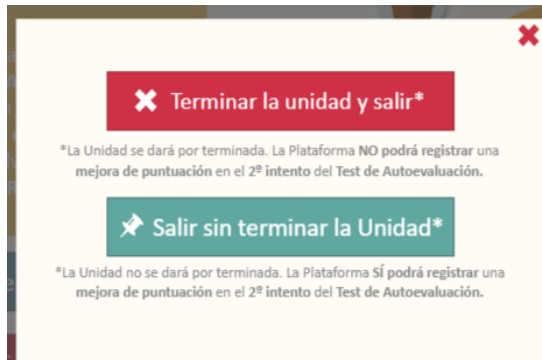 Terminar la unidad y salir*
*La Unidad se dará por terminada. La Plataforma NO podrá registrar una
mejora de puntuación en el 2º intento del Test de Autoevaluación.
Salir sin terminar la Unidad*
*La Unidad no se dará por terminada. La Plataforma SÍ podrá registrar una
mejora de puntuación en el 2º intento del Test de Autoevaluación.